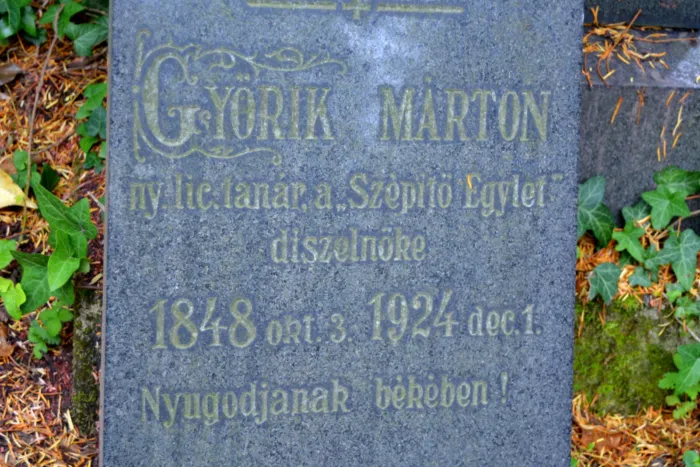 GYÖRIK MÁRTON
ny. lic. tanár, a „Szépítő Egylet”
díszelnöke
1848 okt. 3. 1924 dec. 1.
Nyugodjanak békében!